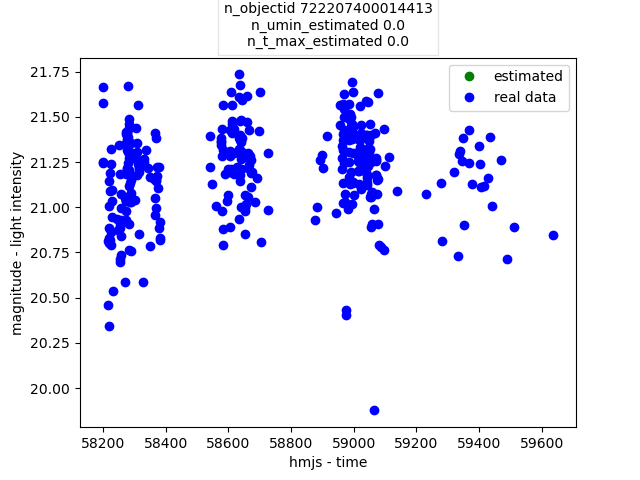 n_objectid 722207400014413
n_umin_estimated 0.0
n_t_max_estimated 0.0
estimated
real data
magnitude - light intensity
21.75
21.50
21.25
21.00
20.75
20.50
20.25
20.00
58200 58400 58600 58800 59000 59200 59400 59600
hmjs - time